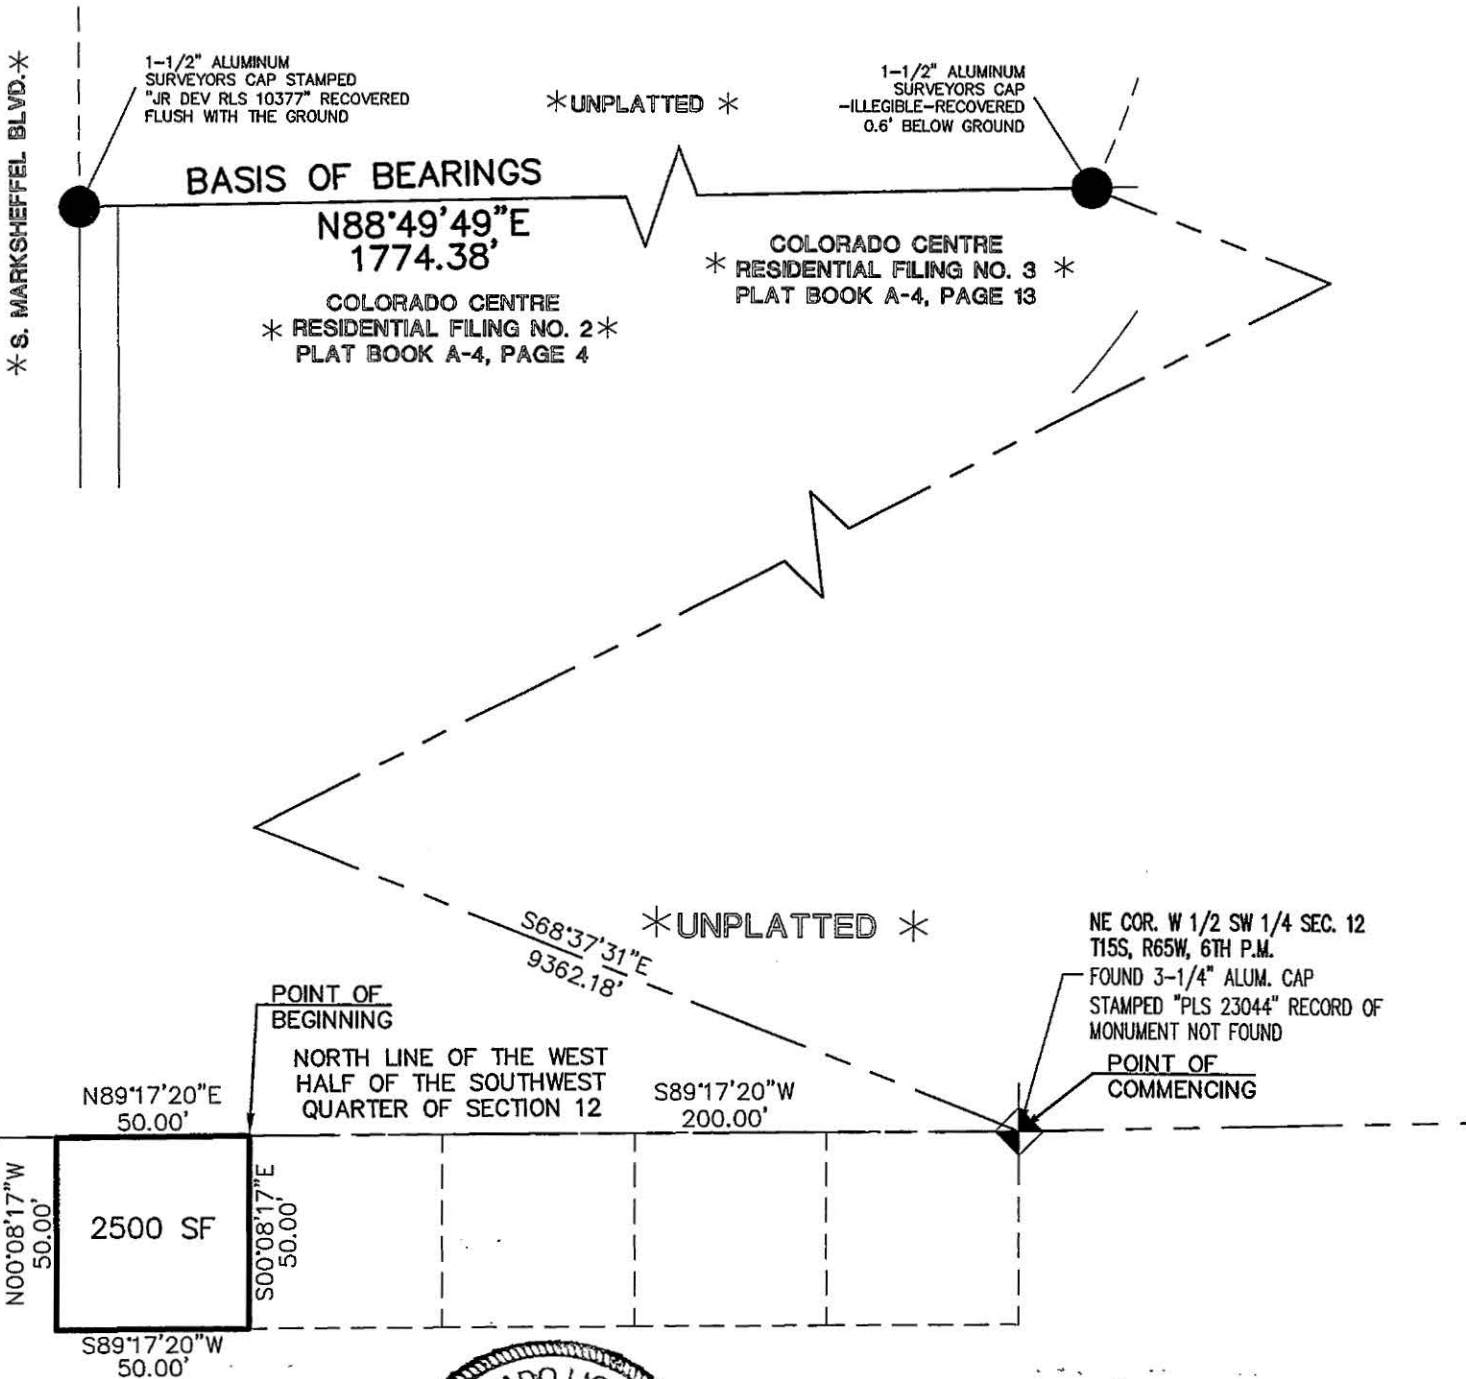 *S. MARKSHEFFEL BLVD.*
1-1/2" ALUMINUM
SURVEYORS CAP STAMPED
"JR DEV RLS 10377" RECOVERED
FLUSH WITH THE GROUND
*UNPLATTED *
1-1/2" ALUMINUM
SURVEYORS CAP
-ILLEGIBLE-RECOVERED
0.6' BELOW GROUND
BASIS OF BEARINGS
N88°49'49"E
1774.38'
COLORADO CENTRE
* RESIDENTIAL FILING NO. 2*
PLAT BOOK A-4, PAGE 4
COLORADO CENTRE
* RESIDENTIAL FILING NO. 3 *
PLAT BOOK A-4, PAGE 13
S68°37'31"E
9362.18'
*UNPLATTED *
NE COR. W 1/2 SW 1/4 SEC. 12
T15S, R65W, 6TH P.M.
FOUND 3-1/4" ALUM. CAP
STAMPED "PLS 23044" RECORD OF
MONUMENT NOT FOUND
POINT OF
COMMENCING
POINT OF
BEGINNING
NORTH LINE OF THE WEST
HALF OF THE SOUTHWEST
QUARTER OF SECTION 12
S89°17'20"W
200.00'
N89°17'20"E
50.00'
N00°08'17"W
50.00'
2500 SF
S00°08'17"E
50.00'
S89°17'20"W
50.00'